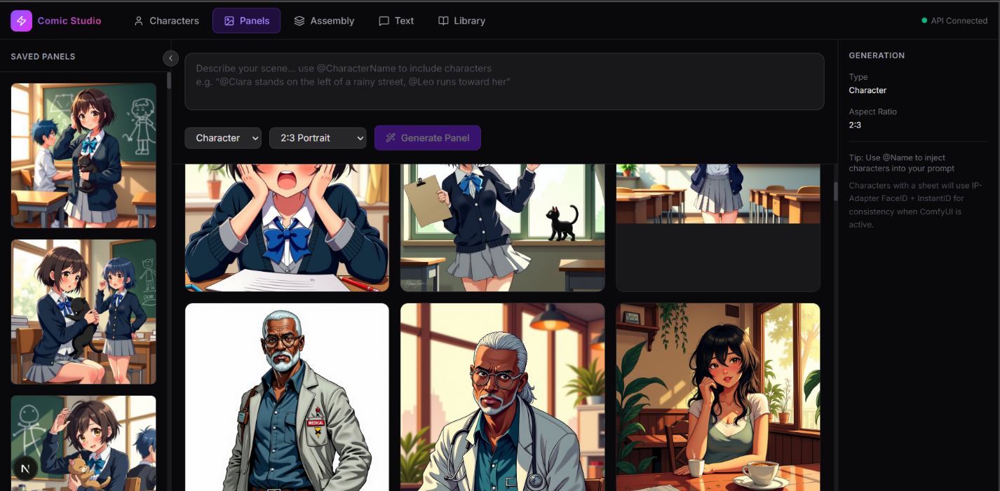 Comic Studio
Characters
Panels
Assembly
Text
Library
API Connected
SAVED PANELS
Describe your scene... use @CharacterName to include characters
e.g. "@Clara stands on the left of a rainy street, @Leo runs toward her"
Character
2:3 Portrait
Generate Panel
MEDICAL
N
GENERATION
Type
Character
Aspect Ratio
2:3
Tip: Use @Name to inject
characters into your prompt
Characters with a sheet will use IP-
Adapter FaceID + InstantID for
consistency when ComfyUI is
active.